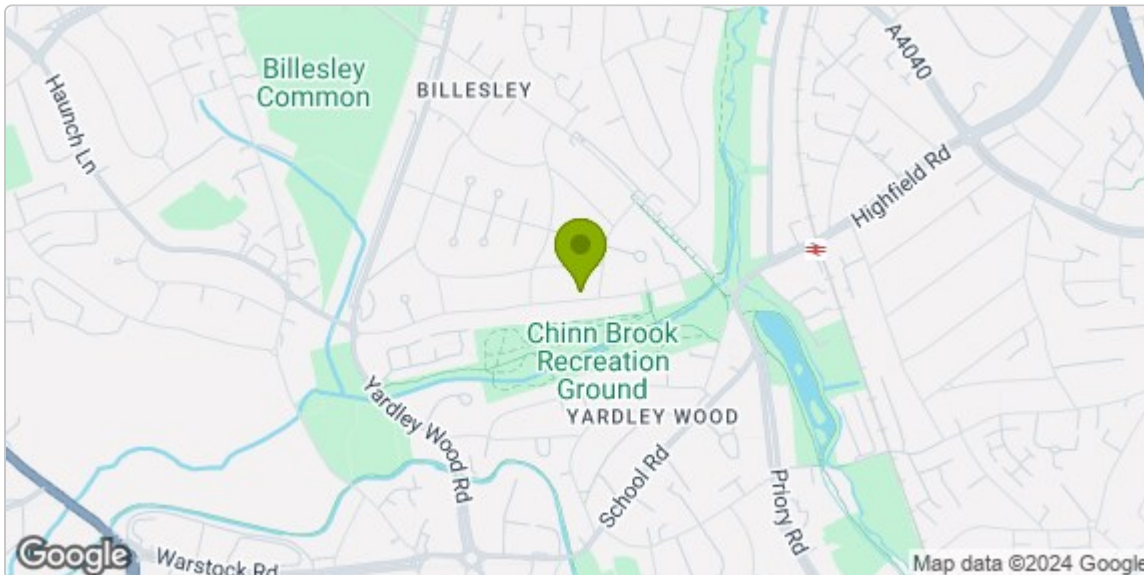 Haunch Ln
Billesley
Common
BILLESLEY
A4040
Highfield Rd
Chinn Brook
Recreation
Ground
YARDLEY WOOD
Yardley Wood Rd
School Rd
Priory Rd
Warstock Rd
Google
Map data ©2024 Google